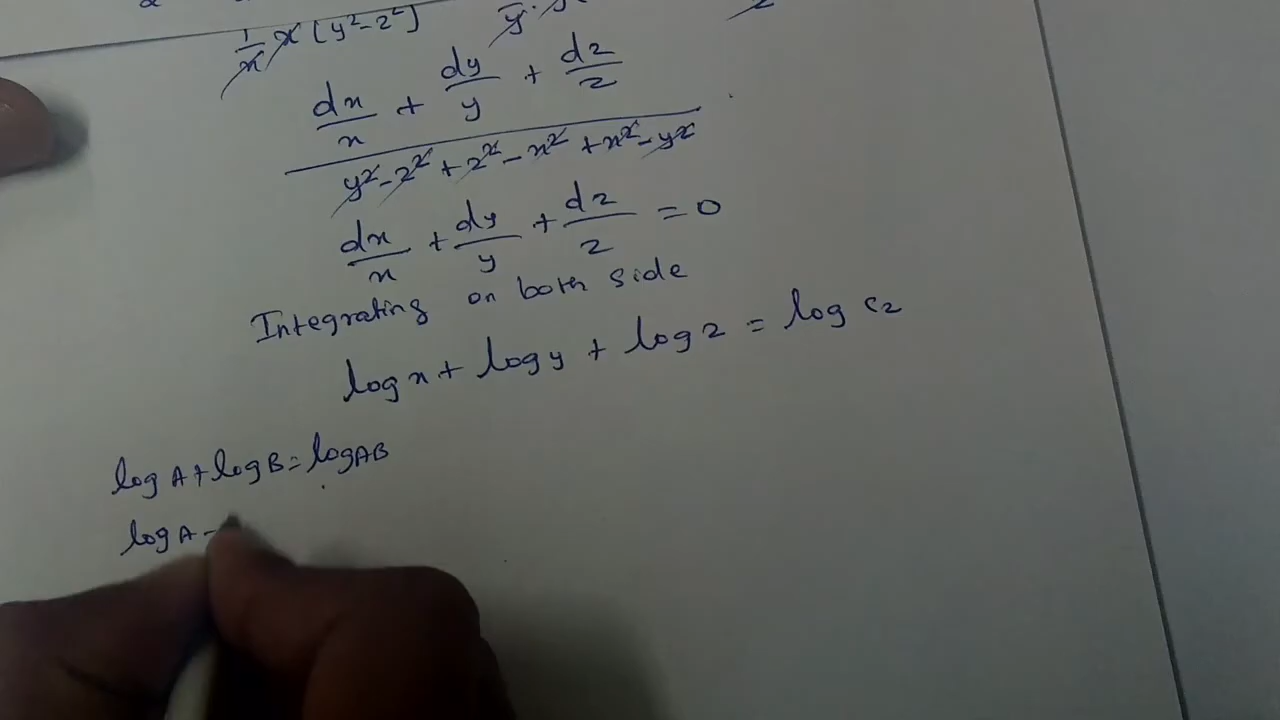 1/x x (y² - z²)
dx/x + dy/y + dz/z
y² - z² + z² - x² + x² - y²
dx/x + dy/y + dz/z = 0
Integrating on both side
log x + log y + log z = log c₂
log A + log B = log AB
log A -